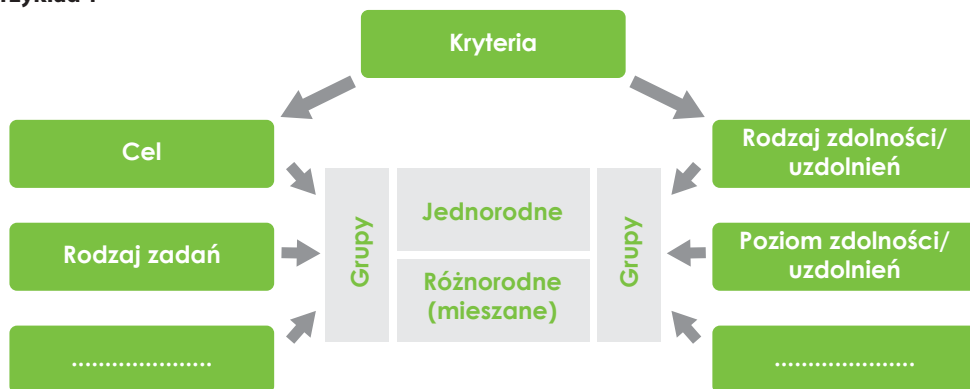 Kryteria
Cel
Rodzaj zdolności/
uzdolnień
Jednorodne
Grupy
Grupy
Rodzaj zadań
Poziom zdolności/
uzdolnień
Różnorodne
(mieszane)
.....................
.....................